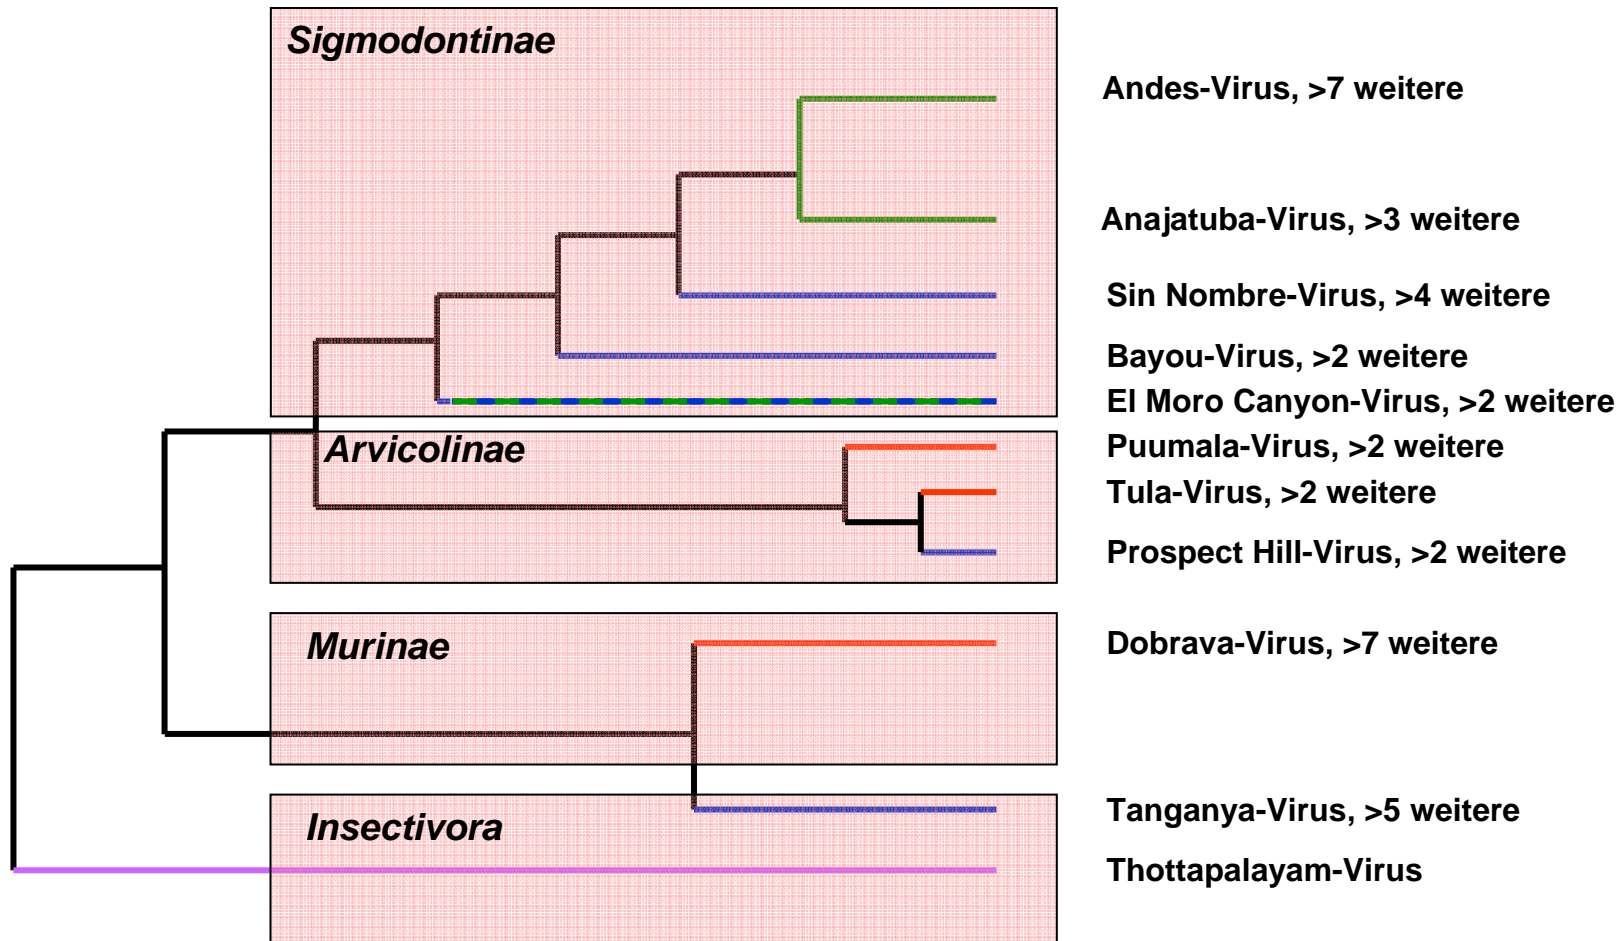 Sigmodontinae
Andes-Virus, >7 weitere
Anajatuba-Virus, >3 weitere
Sin Nombre-Virus, >4 weitere
Bayou-Virus, >2 weitere
El Moro Canyon-Virus, >2 weitere
Arvicolinae
Puumala-Virus, >2 weitere
Tula-Virus, >2 weitere
Prospect Hill-Virus, >2 weitere
Murinae
Dobrava-Virus, >7 weitere
Insectivora
Tanganya-Virus, >5 weitere
Thottapalayam-Virus